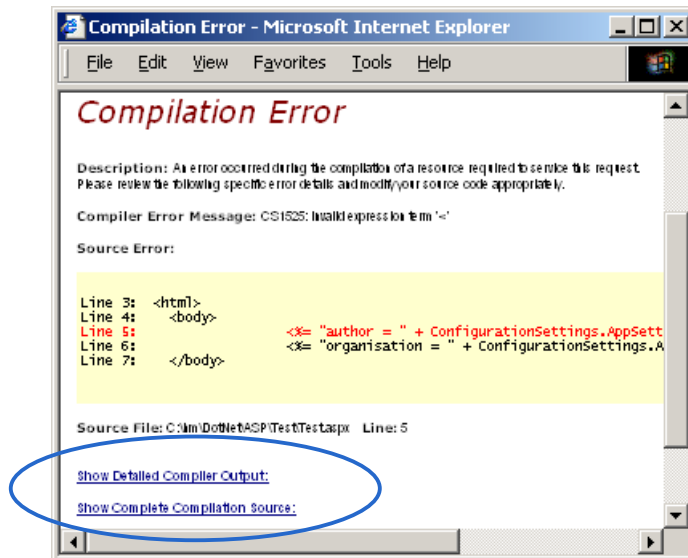 Compilation Error - Microsoft Internet Explorer
File Edit View Favorites Tools Help
Compilation Error
Description: An error occurred during the compilation of a resource required to service this request.
Please review the following specific error details and modify your source code appropriately.
Compiler Error Message: CS1525: Invalid expression term '<'
Source Error:
Line 3: <html>
Line 4: <body>
Line 5: <%= "author = " + ConfigurationSettings.AppSett
Line 6: <%= "organisation = " + ConfigurationSettings.A
Line 7: </body>
Source File: C:\Jim\DotNet\ASP\Test\Test.aspx Line: 5
Show Detailed Compiler Output:
Show Complete Compilation Source: